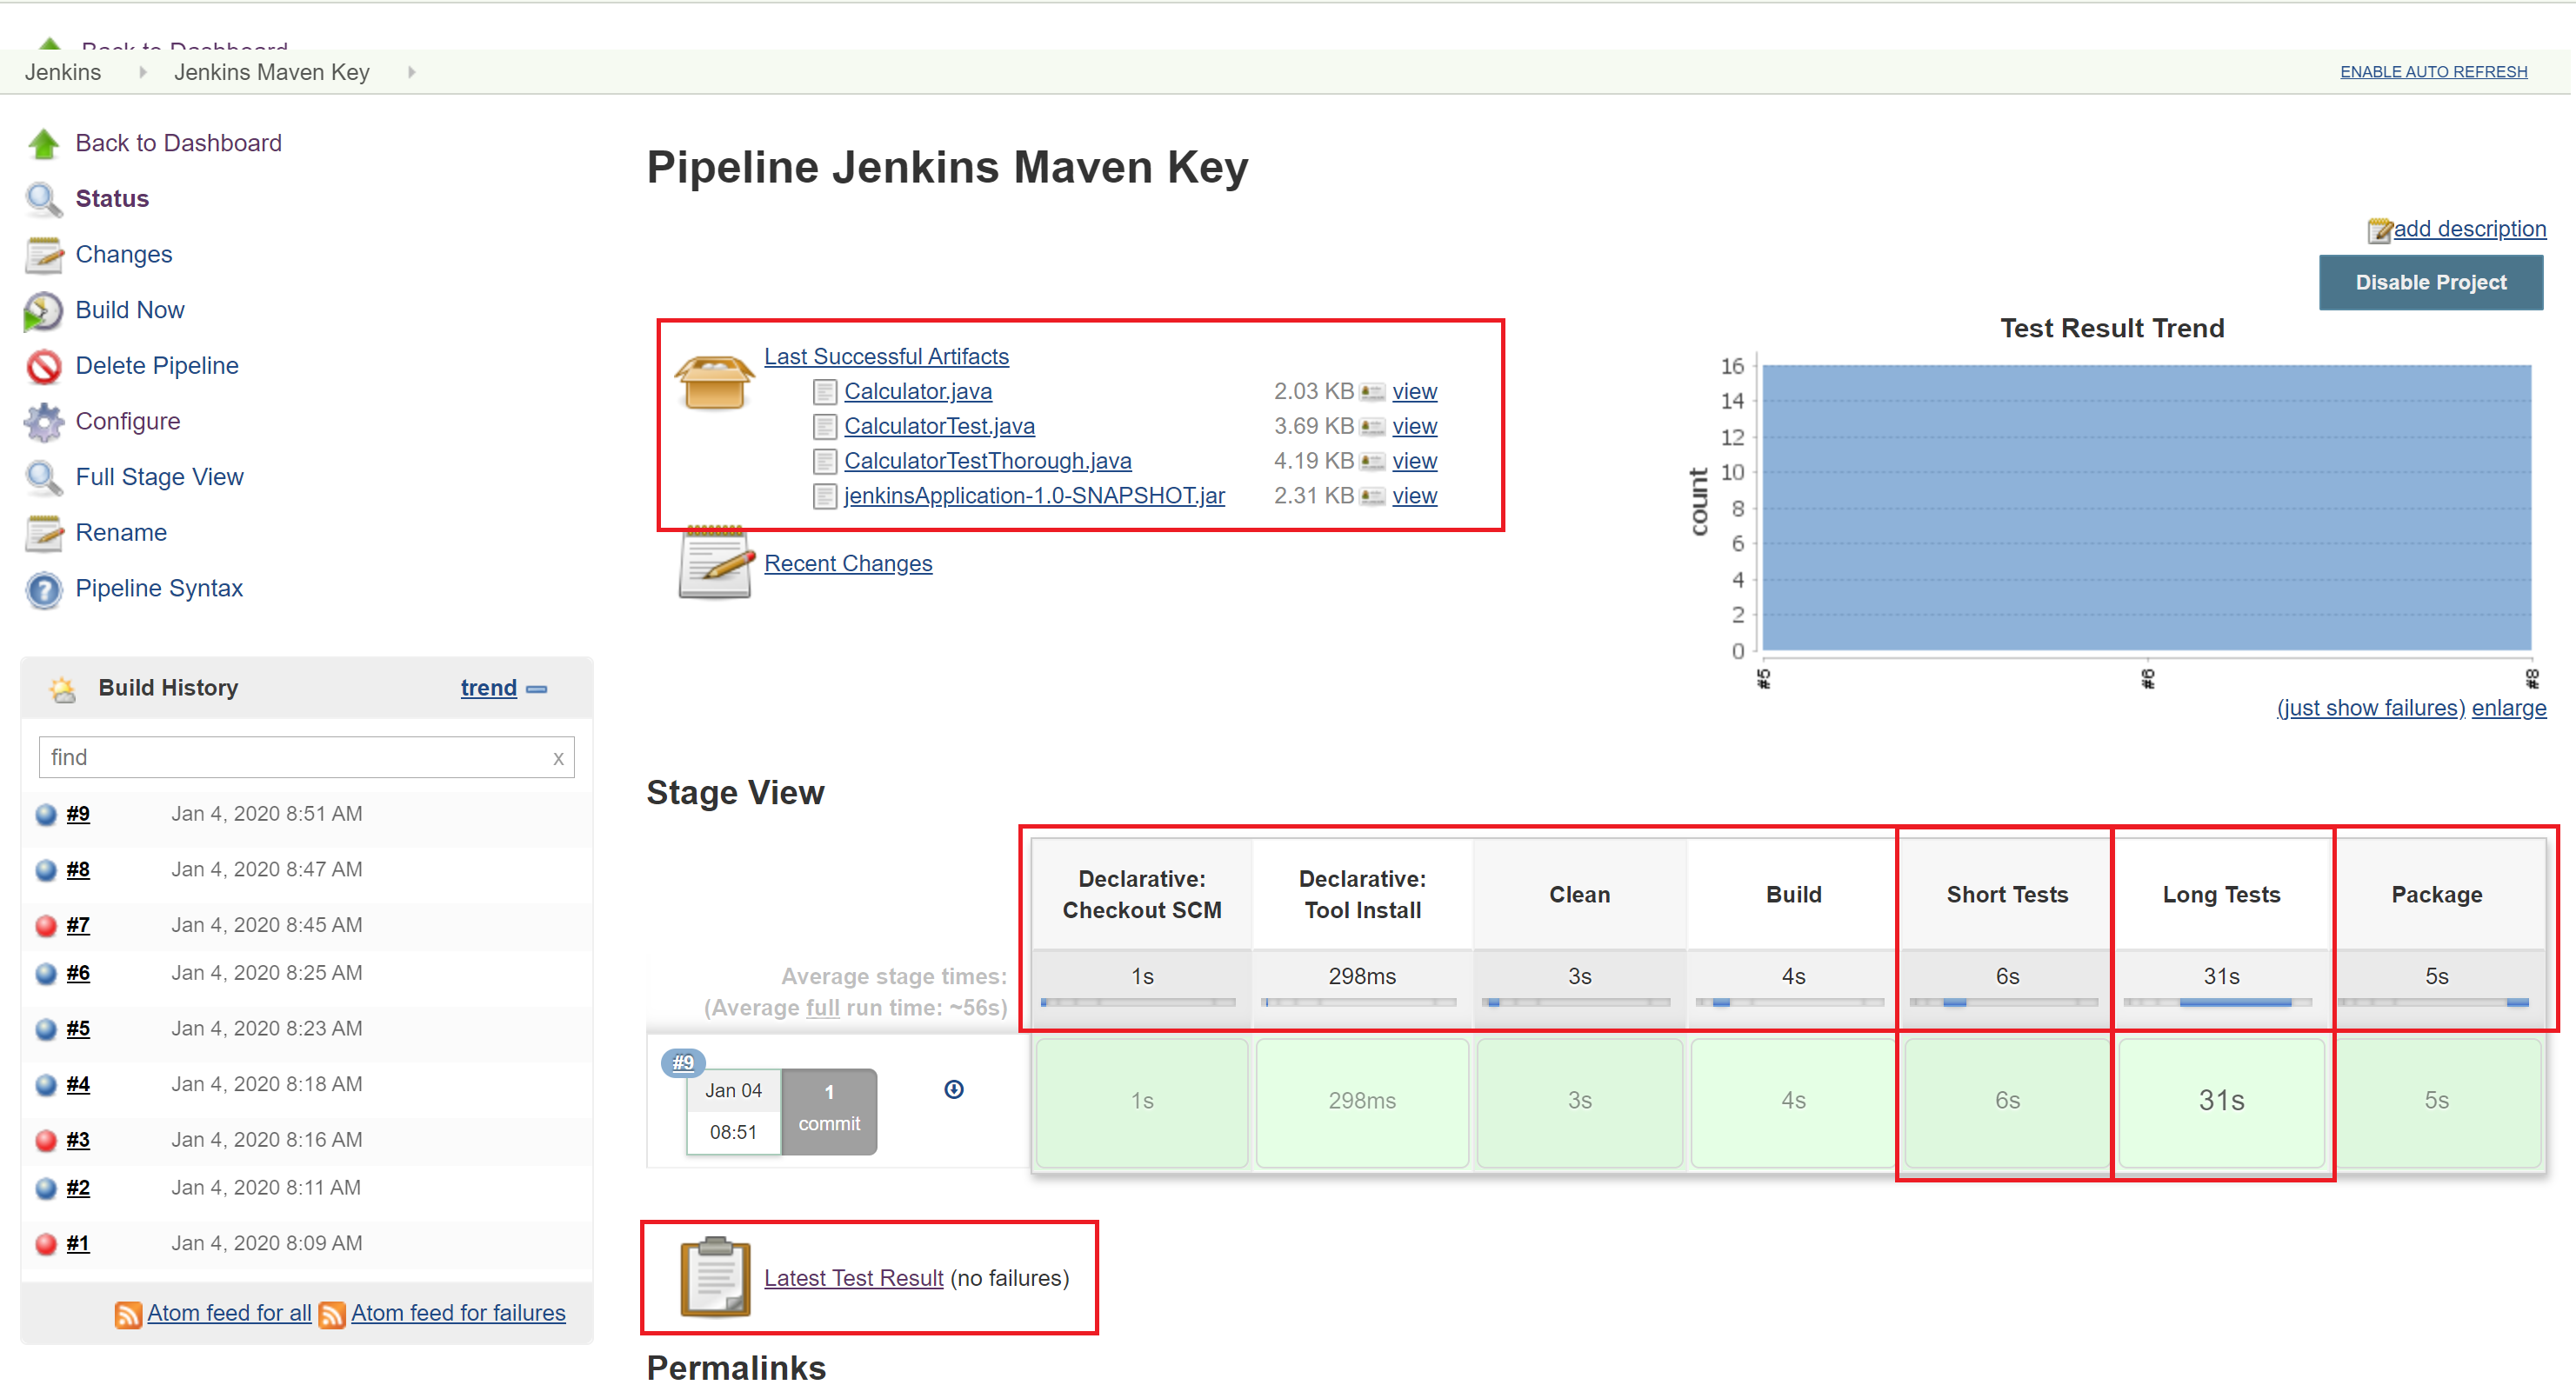 Back to Dashboard
Jenkins
Jenkins Maven Key
ENABLE AUTO REFRESH
Back to Dashboard
Status
Changes
Build Now
Delete Pipeline
Configure
Full Stage View
Rename
Pipeline Syntax
Build History
trend
find
x
#9 Jan 4, 2020 8:51 AM
#8 Jan 4, 2020 8:47 AM
#7 Jan 4, 2020 8:45 AM
#6 Jan 4, 2020 8:25 AM
#5 Jan 4, 2020 8:23 AM
#4 Jan 4, 2020 8:18 AM
#3 Jan 4, 2020 8:16 AM
#2 Jan 4, 2020 8:11 AM
#1 Jan 4, 2020 8:09 AM
Atom feed for all Atom feed for failures
Pipeline Jenkins Maven Key
add description
Disable Project
Last Successful Artifacts
Calculator.java 2.03 KB view
CalculatorTest.java 3.69 KB view
CalculatorTestThorough.java 4.19 KB view
jenkinsApplication-1.0-SNAPSHOT.jar 2.31 KB view
Recent Changes
Test Result Trend
count
16
14
12
10
8
6
4
2
0
#5 #6 #8
(just show failures) enlarge
Stage View
Declarative: Checkout SCM
Declarative: Tool Install
Clean
Build
Short Tests
Long Tests
Package
Average stage times:
(Average full run time: ~56s)
1s 298ms 3s 4s 6s 31s 5s
#9
Jan 04
08:51
1
commit
1s 298ms 3s 4s 6s 31s 5s
Latest Test Result (no failures)
Permalinks